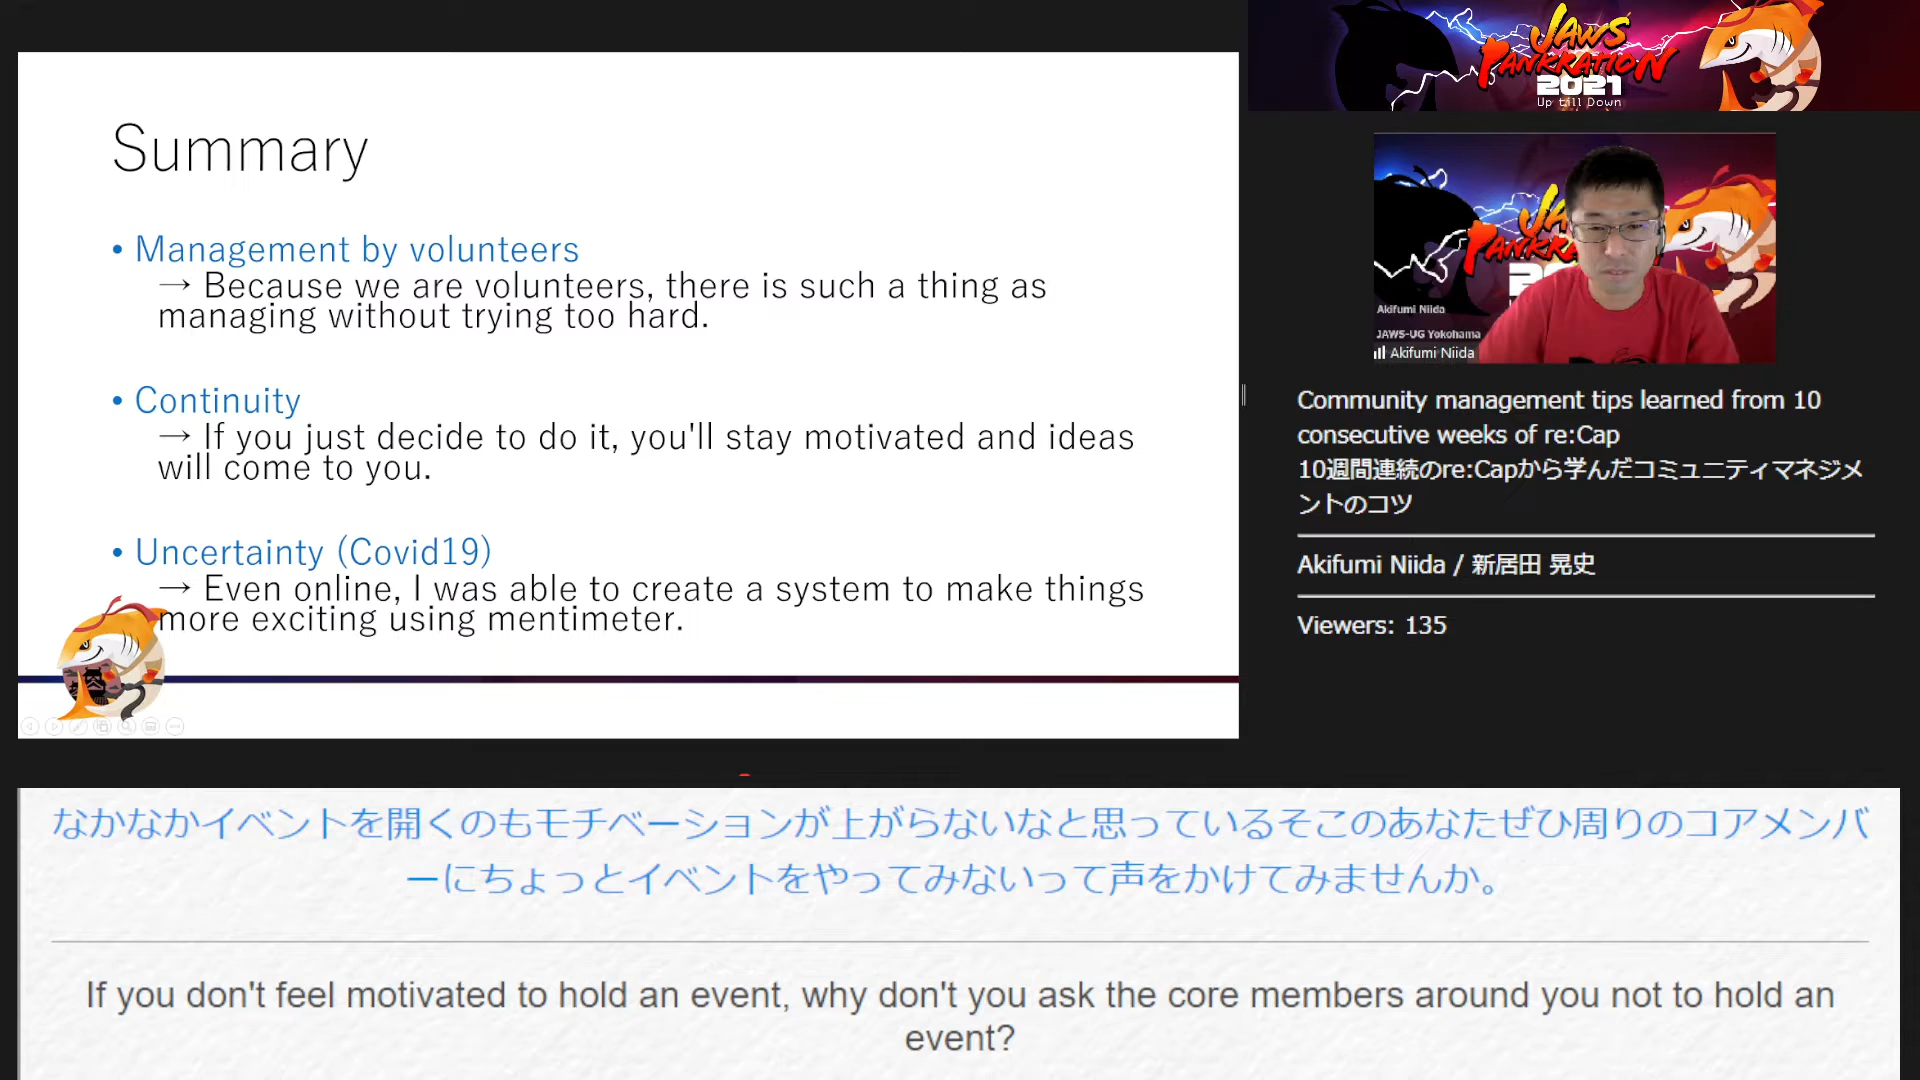 Summary
• Management by volunteers
→ Because we are volunteers, there is such a thing as
managing without trying too hard.
• Continuity
→ If you just decide to do it, you'll stay motivated and ideas
will come to you.
• Uncertainty (Covid19)
→ Even online, I was able to create a system to make things
more exciting using mentimeter.
JAWS
PANKRATION
2021
Up till Down
Akifumi Niida
JAWS-UG Yokohama
Akifumi Niida
Community management tips learned from 10
consecutive weeks of re:Cap
10週間連続のre:Capから学んだコミュニティマネジメ
ントのコツ
Akifumi Niida / 新居田 晃史
Viewers: 135
なかなかイベントを開くのもモチベーションが上がらないなと思っているそこのあなたぜひ周りのコアメンバ
ーにちょっとイベントをやってみないって声をかけてみませんか。
If you don't feel motivated to hold an event, why don't you ask the core members around you not to hold an
event?